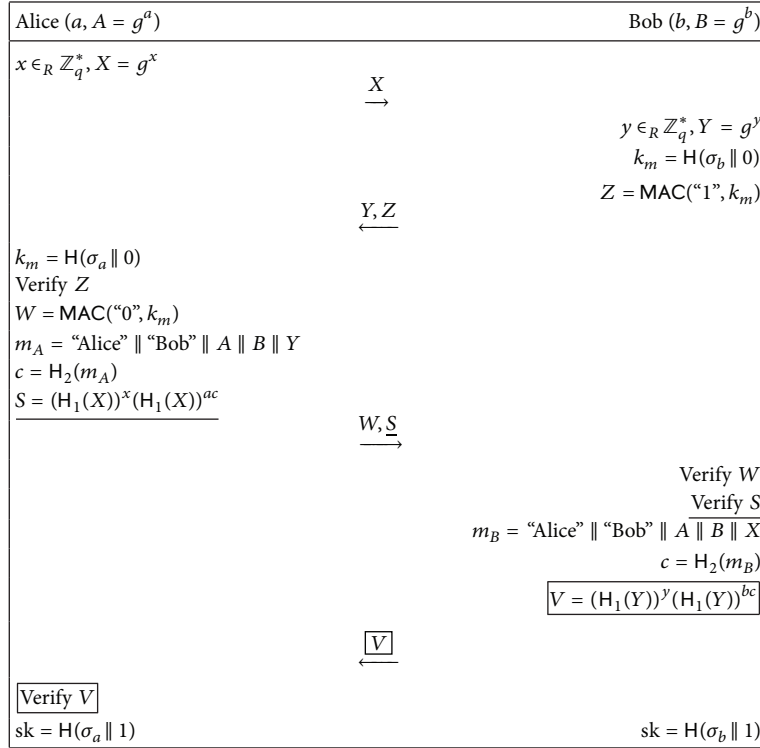 Alice (a, A = g^a) Bob (b, B = g^b)
x ∈_R ℤ_q^*, X = g^x
X
→
y ∈_R ℤ_q^*, Y = g^y
k_m = H(σ_b ∥ 0)
Z = MAC(“1”, k_m)
Y, Z
←
k_m = H(σ_a ∥ 0)
Verify Z
W = MAC(“0”, k_m)
m_A = “Alice” ∥ “Bob” ∥ A ∥ B ∥ Y
c = H_2(m_A)
S = (H_1(X))^x(H_1(X))^{ac}
W, S
→
Verify W
Verify S
m_B = “Alice” ∥ “Bob” ∥ A ∥ B ∥ X
c = H_2(m_B)
V = (H_1(Y))^y(H_1(Y))^{bc}
V
←
Verify V
sk = H(σ_a ∥ 1) sk = H(σ_b ∥ 1)